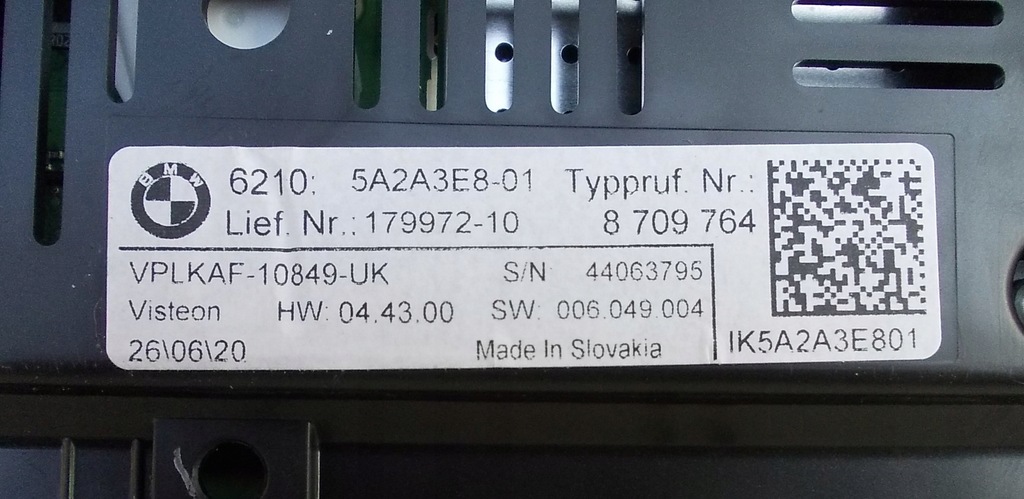 BMW
6210: 5A2A3E8-01 Typpruf. Nr.:
Lief. Nr.: 179972-10 8 709 764
VPLKAF-10849-UK S/N 44063795
Visteon HW: 04.43.00 SW: 006.049.004
26\06\20 Made In Slovakia
IK5A2A3E801